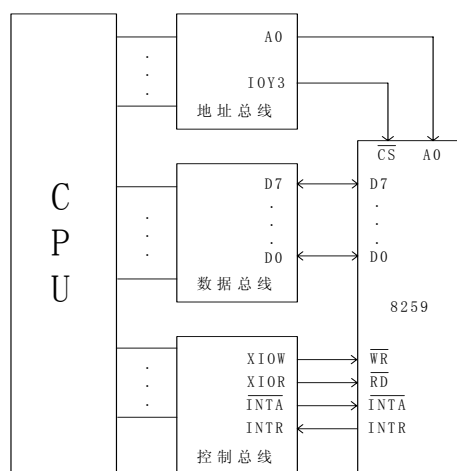 CPU
A0
IOY3
地址总线
D7
.
.
.
D0
数据总线
XIOW
XIOR
INTA
INTR
控制总线
CS A0
D7
.
.
.
D0
8259
WR
RD
INTA
INTR